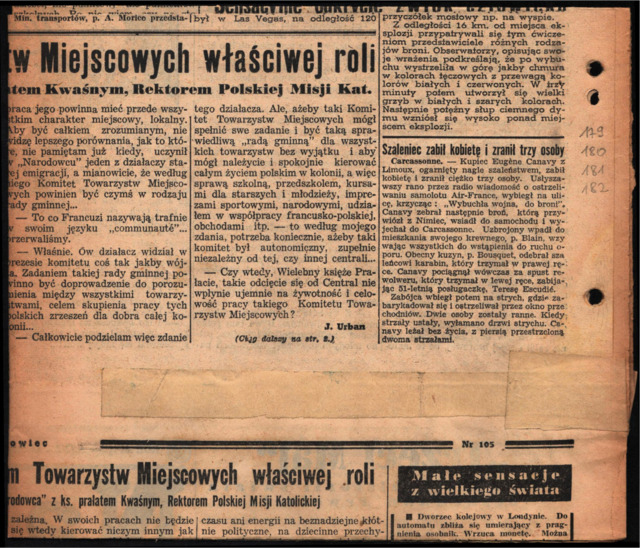 Min. transportów, p. A. Morice przedsta-
był w Las Vegas, na odległość 120
przyczółek mostowy np. na wyspie.
Z odległości 16 km. od miejsca eks-
plozji przypatrywali się tym ćwicze-
niom przedstawiciele różnych rodza-
jów broni. Obserwatorzy, opisując swo-
je wrażenia podkreślają, że po wybu-
chu wystrzeliła w górę jakby chmura
w kolorach tęczowych z przewagą ko-
lorów białych i czerwonych. W trzy
minuty potem utworzył się wielki
grzyb w białych i szarych kolorach.
Następnie potężny słup ciemnego dy-
mu wzniósł się wysoko ponad miej-
scem eksplozji.
w Miejscowych właściwej roli
atem Kwaśnym, Rektorem Polskiej Misji Kat.
praca jego powinna mieć przede wszy-
stkim charakter miejscowy, lokalny.
Aby być całkiem zrozumianym, nie
widzę lepszego porównania, jak to któ-
re, nie pamiętam już kiedy, uczynił
w „Narodowcu" jeden z działaczy sta-
rej emigracji, a mianowicie, że według
niego Komitet Towarzystw Miejsco-
wych powinien być czymś w rodzaju
rady gminnej...
— To co Francuzi nazywają trafnie
w swoim języku „communauté"...
przerwaliśmy.
— Właśnie. Ów działacz widział w
prezesie komitetu coś tak jakby wój-
ta. Zadaniem takiej rady gminnej po-
winno być doprowadzenie do porozu-
mienia między wszystkimi towarzy-
stwami, celem skupienia pracy tych
polskich zrzeszeń dla dobra całej ko-
lonii...
— Całkowicie podzielam więc zdanie
tego działacza. Ale, ażeby taki Komi-
tet Towarzystw Miejscowych mógł
spełnić swe zadanie i być taką spra-
wiedliwą „radą gminną" dla wszyst-
kich towarzystw bez wyjątku i aby
mógł należycie i spokojnie kierować
całym życiem polskim w kolonii, a więc
sprawą szkolną, przedszkolem, kursa-
mi dla starszych i młodzieży, impre-
zami sportowymi, narodowymi, udzia-
łem w współpracy francusko-polskiej,
obchodami itp. — to według mojego
zdania, potrzeba koniecznie, ażeby taki
komitet był autonomiczny, zupełnie
niezależny od tej, czy innej centrali...
— Czy wtedy, Wielebny księże Pra-
łacie, takie odcięcie się od Central nie
wpłynie ujemnie na żywotność i celo-
wość pracy takiego Komitetu Towa-
rzystw Miejscowych?
J. Urban
(Ciąg dalszy na str. 2.)
Szaleniec zabił kobietę i zranił trzy osoby
Carcassonne. — Kupiec Eugène Canavy z
Limoux, ogarnięty nagle szaleństwem, zabił
kobietę i zranił ciężko trzy osoby. Usłyszaw-
szy rano przez radio wiadomość o ostrzeli-
waniu samolotu Air-France, wybiegł na uli-
cę, krzycząc : „Wybuchła wojna, do broni",
Canavy zebrał następnie broń, którą przy-
wiózł z Niemiec, wsiadł do samochodu i wy-
jechał do Carcassonne. Uzbrojony wpadł do
mieszkania swojego krewnego, p. Blain, wzy-
wając wszystkich do wstąpienia do ruchu o-
poru. Obecny kuzyn, p. Bousquet, odebrał sza-
leńcowi karabin, który trzymał w prawej rę-
ce. Canavy pociągnął wówczas za spust re-
wolweru, który trzymał w lewej ręce, zabija-
jąc 51-letnią posługaczkę, Teresę Escudié.
Zabójca wbiegł potem na strych, gdzie za-
barykadował się i ostrzeliwał przez okno prze-
chodniów. Dwie osoby zostały ranne. Kiedy
strzały ustały, wyłamano drzwi strychu. Ca-
navy leżał bez życia, z piersią przestrzeloną
dwoma strzałami.
179
180
181
182
owiec
Nr 105
m Towarzystw Miejscowych właściwej roli
rodowca" z ks. prałatem Kwaśnym, Rektorem Polskiej Misji Katolickiej
zależną. W swoich pracach nie będzie
się wtedy kierować niczym innym jak
czasu ani energii na beznadziejne kłót-
nie polityczne, na dziecinne przechy-
Małe sensacje
z wielkiego świata
Dworzec kolejowy w Londynie. Do
automatu zbliża się umierający z prag-
nienia osobnik. Wrzuca monetę. Można